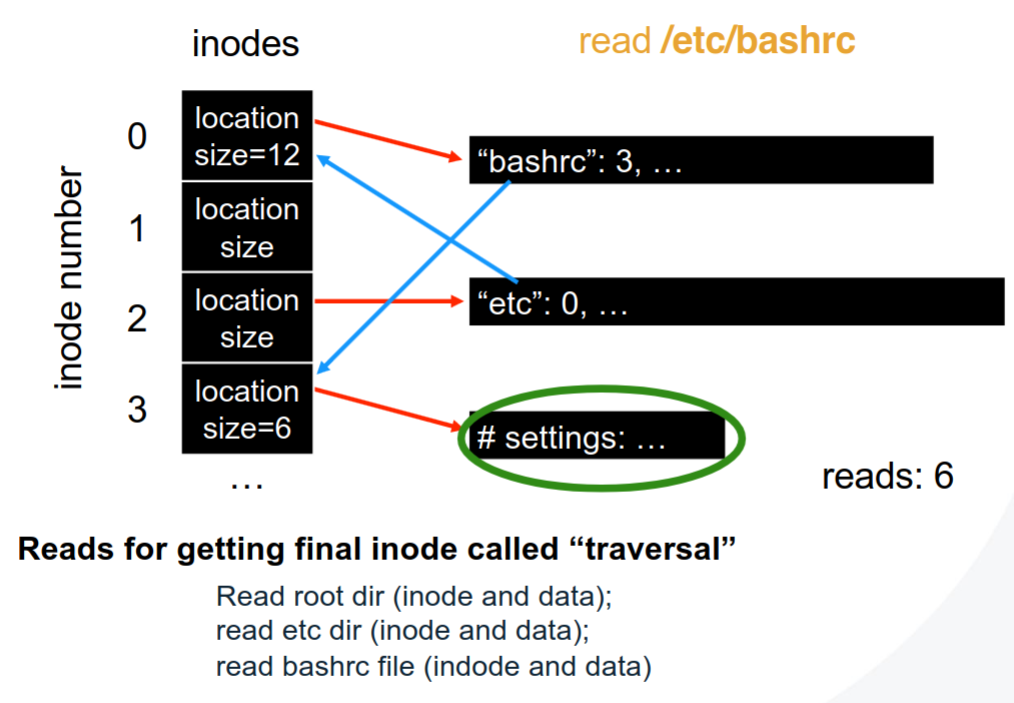 inodes
read /etc/bashrc
inode number
0
location
size=12
1
location
size
2
location
size
3
location
size=6
…
“bashrc”: 3, …
“etc”: 0, …
# settings: …
reads: 6
Reads for getting final inode called “traversal”
Read root dir (inode and data);
read etc dir (inode and data);
read bashrc file (indode and data)